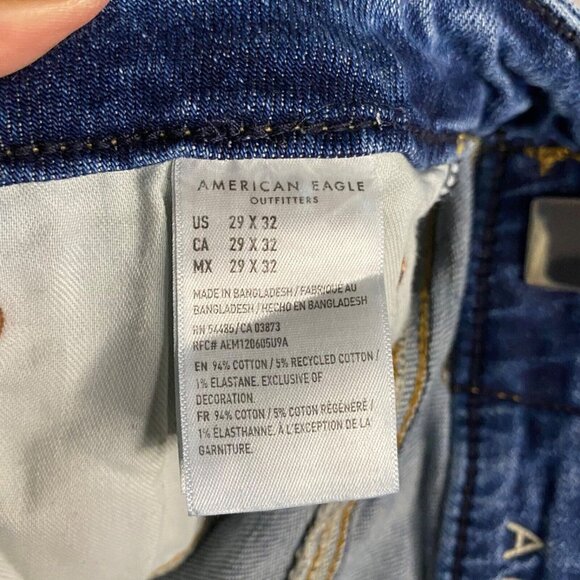 AMERICAN EAGLE
OUTFITTERS
US 29 X 32
CA 29 X 32
MX 29 X 32
MADE IN BANGLADESH / FABRIQUE AU
BANGLADESH / HECHO EN BANGLADESH
RN 54485 / CA 03873
RFC# AEM120605U9A
EN 94% COTTON / 5% RECYCLED COTTON /
1% ELASTANE. EXCLUSIVE OF
DECORATION.
FR 94% COTON / 5% COTON RÉGÉNÉRÉ /
1% ÉLASTHANNE. À L'EXCEPTION DE LA
GARNITURE.
A